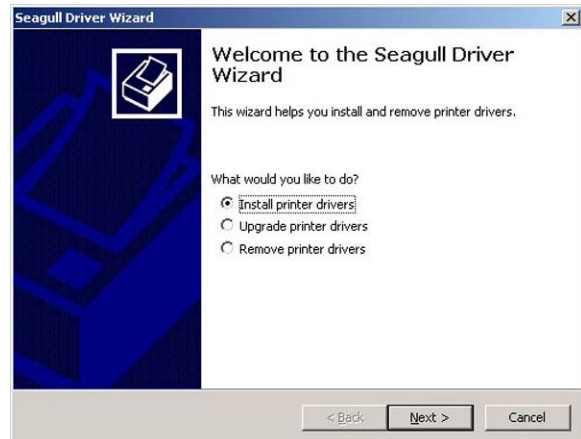 Seagull Driver Wizard
Welcome to the Seagull Driver
Wizard
This wizard helps you install and remove printer drivers.
What would you like to do?
Install printer drivers
Upgrade printer drivers
Remove printer drivers
< Back
Next >
Cancel